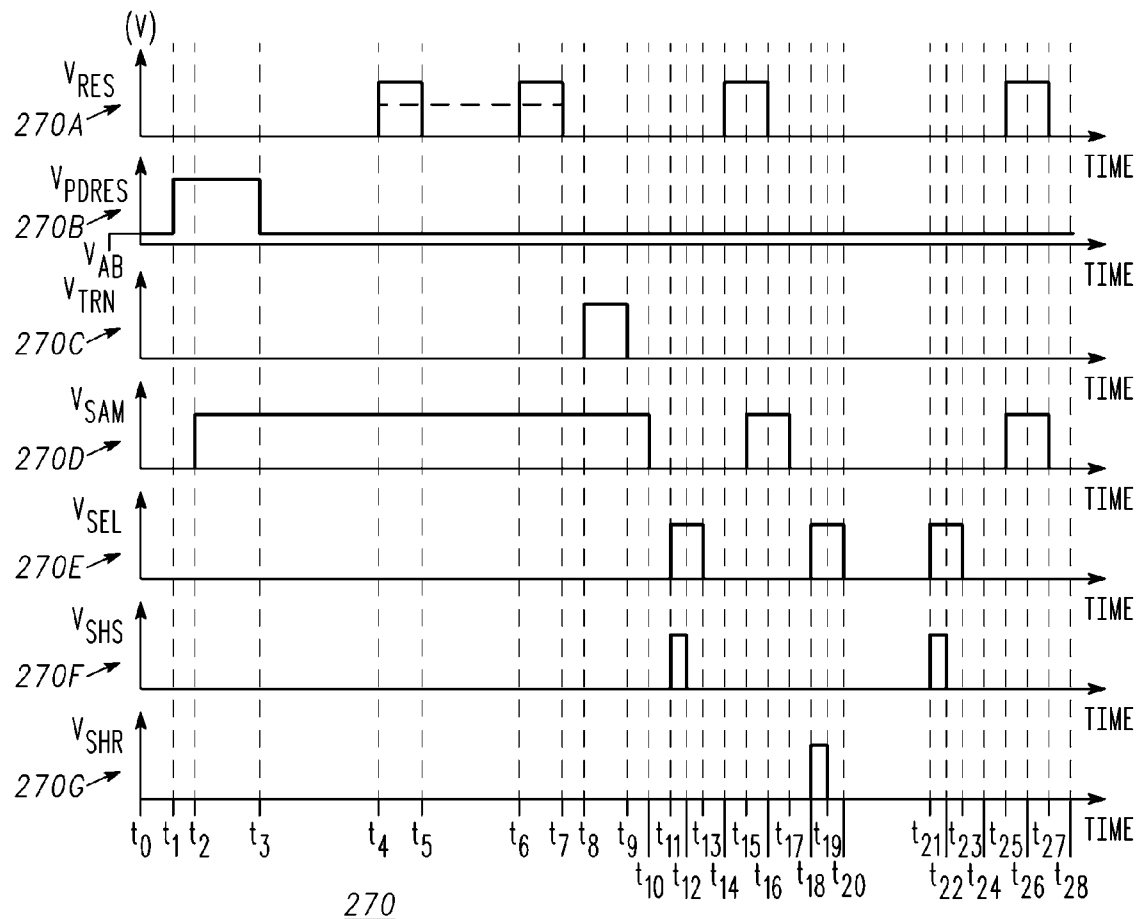 (V)
V_RES
270A
TIME
V_PDRES
270B
V_AB
TIME
V_TRN
270C
TIME
V_SAM
270D
TIME
V_SEL
270E
TIME
V_SHS
270F
TIME
V_SHR
270G
TIME
t_0 t_1 t_2 t_3 t_4 t_5 t_6 t_7 t_8 t_9 t_11 t_13 t_15 t_17 t_19 t_21 t_23 t_25 t_27
t_10 t_12 t_14 t_16 t_18 t_20 t_22 t_24 t_26 t_28
270